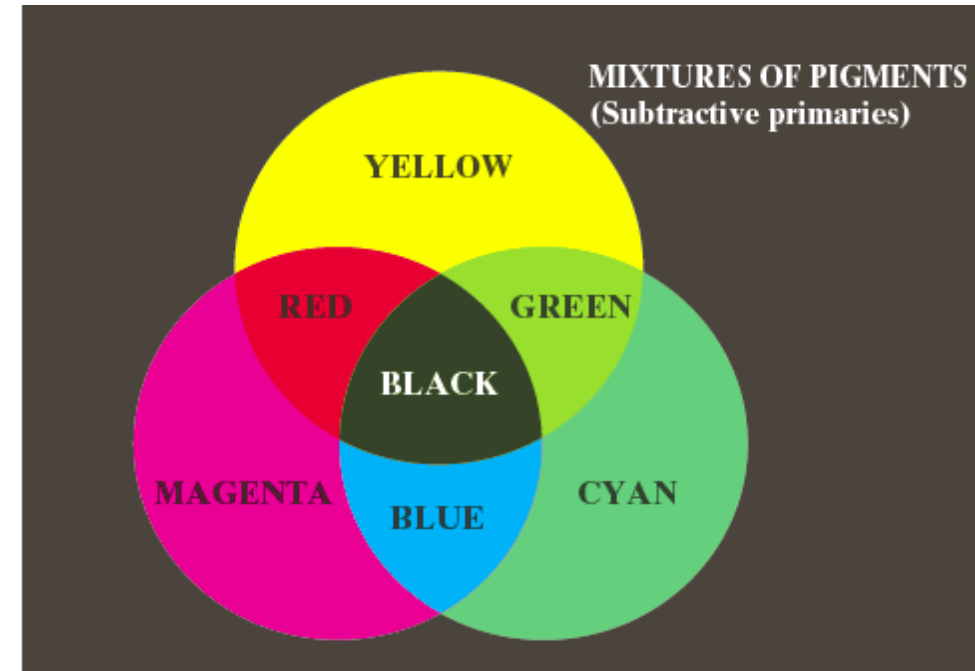 MIXTURES OF PIGMENTS
(Subtractive primaries)
YELLOW
RED
GREEN
BLACK
MAGENTA
BLUE
CYAN